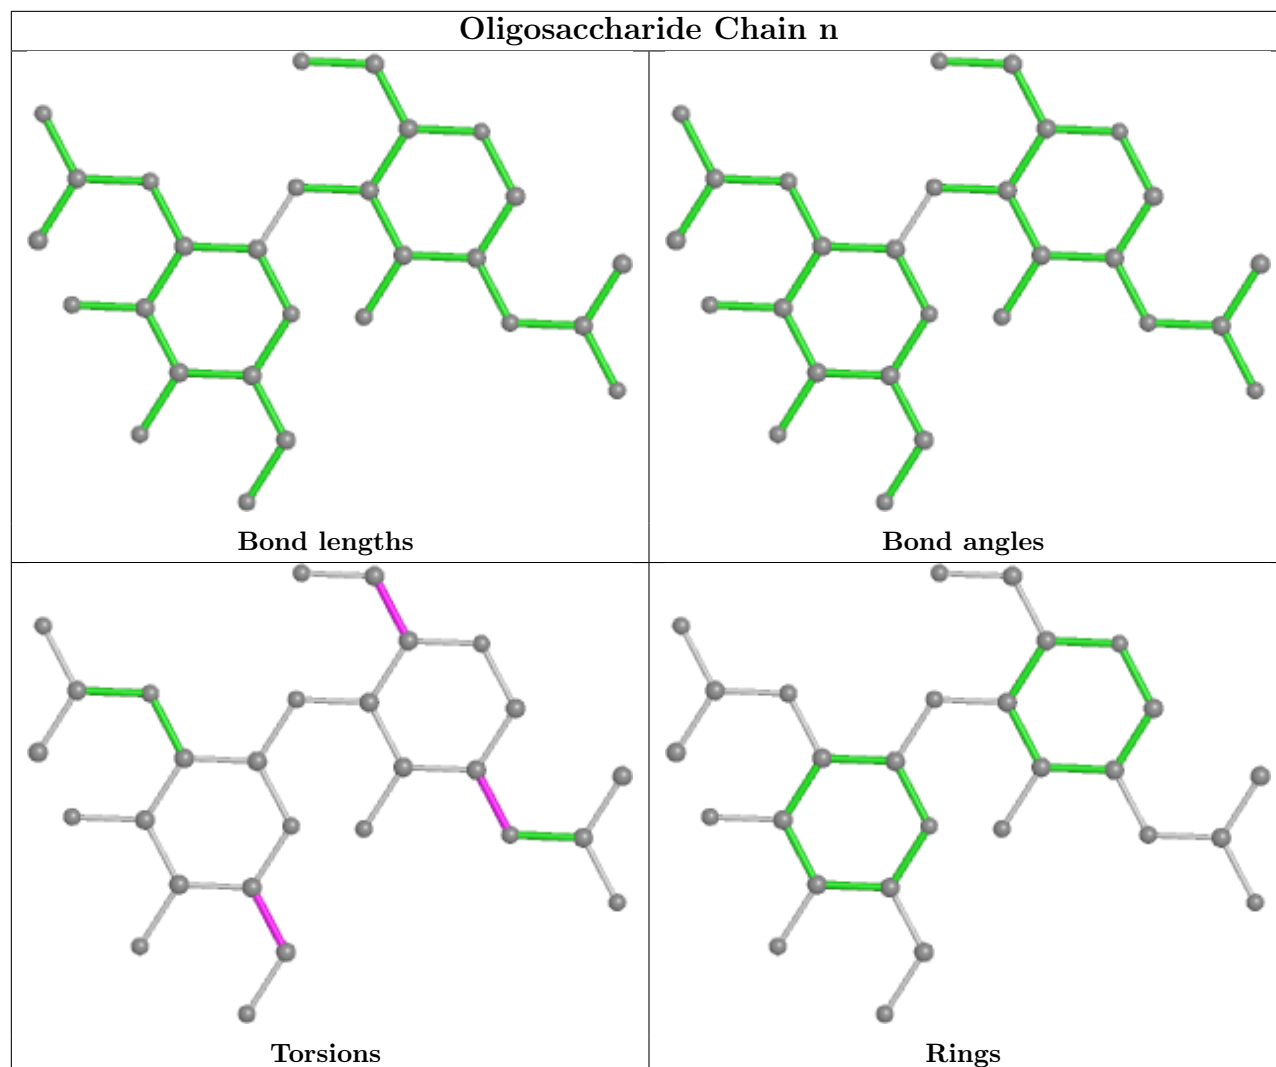 Oligosaccharide Chain n
Bond lengths
Bond angles
Torsions
Rings